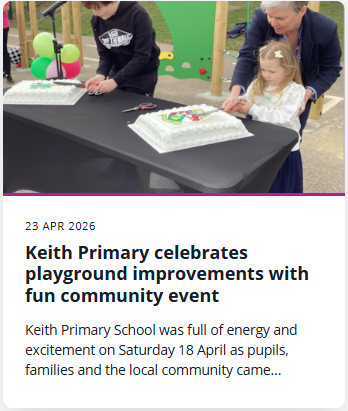 23 APR 2026
Keith Primary celebrates
playground improvements with
fun community event
Keith Primary School was full of energy and
excitement on Saturday 18 April as pupils,
families and the local community came...